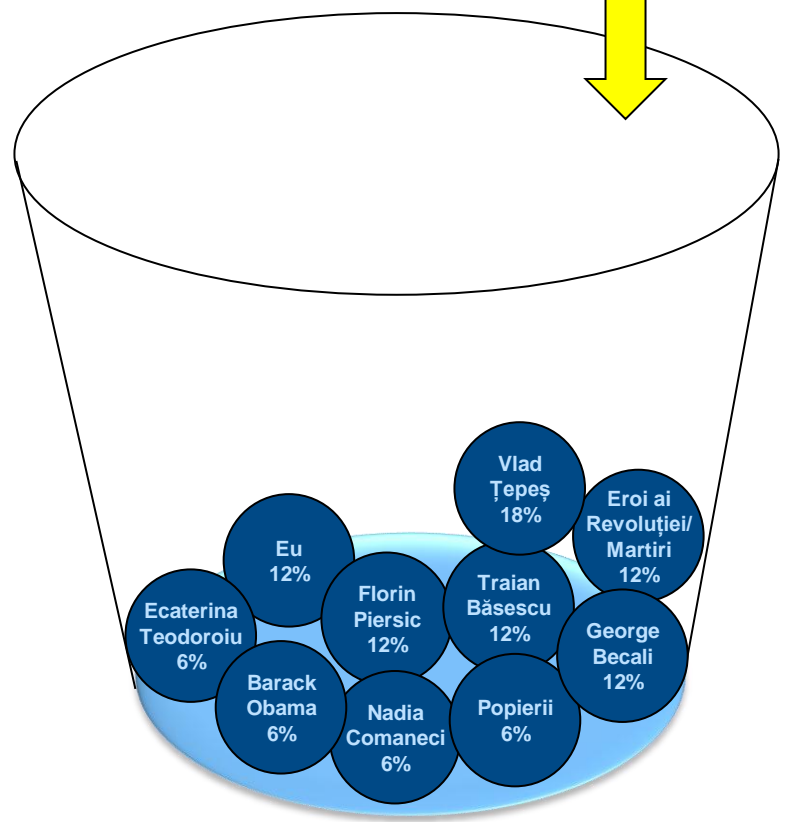 Vlad
Țepeș
18%
Eroi ai
Revoluției/
Martiri
12%
Eu
12%
Florin
Piersic
12%
Traian
Băsescu
12%
Ecaterina
Teodoroiu
6%
George
Becali
12%
Barack
Obama
6%
Nadia
Comaneci
6%
Popierii
6%